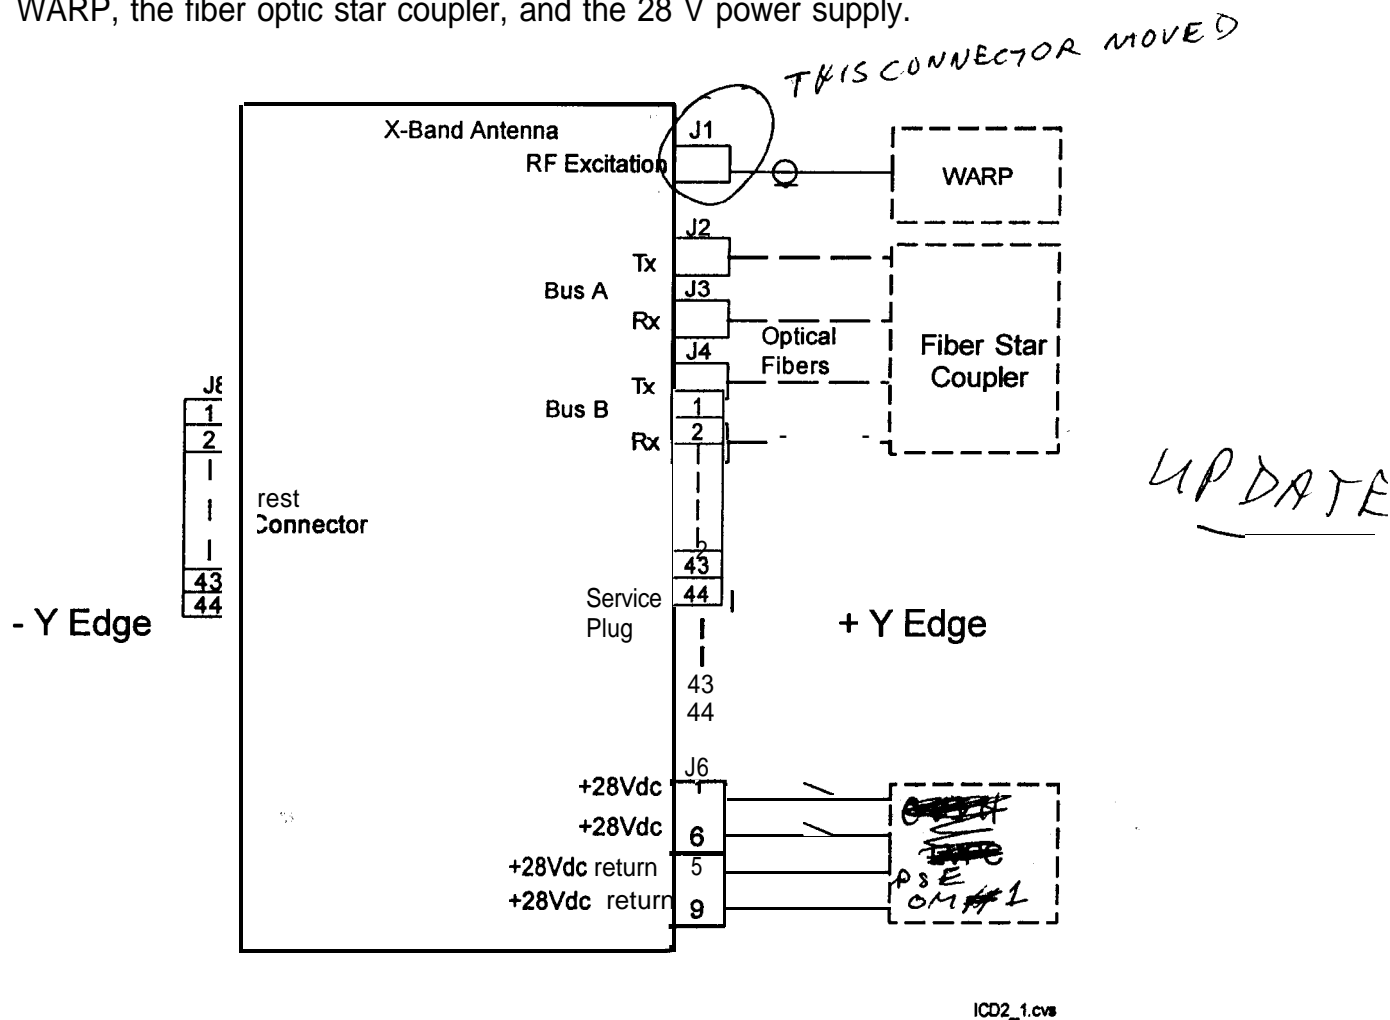 WARP, the fiber optic star coupler, and the 28 V power supply.
THIS CONNECTOR MOVED
X-Band Antenna
J1
RF Excitation
WARP
J2
Tx
Bus A
J3
Rx
Optical
Fibers
Fiber Star
Coupler
J4
Tx
Bus B
1
2
Rx
J8
1
2
rest
Connector
UPDATE
2
43
44
43
44
Service
Plug
- Y Edge
+ Y Edge
43
44
J6
+28Vdc
1
+28Vdc
6
+28Vdc return
5
+28Vdc return
9
PSE
OM #1
ICD2_1.cvs